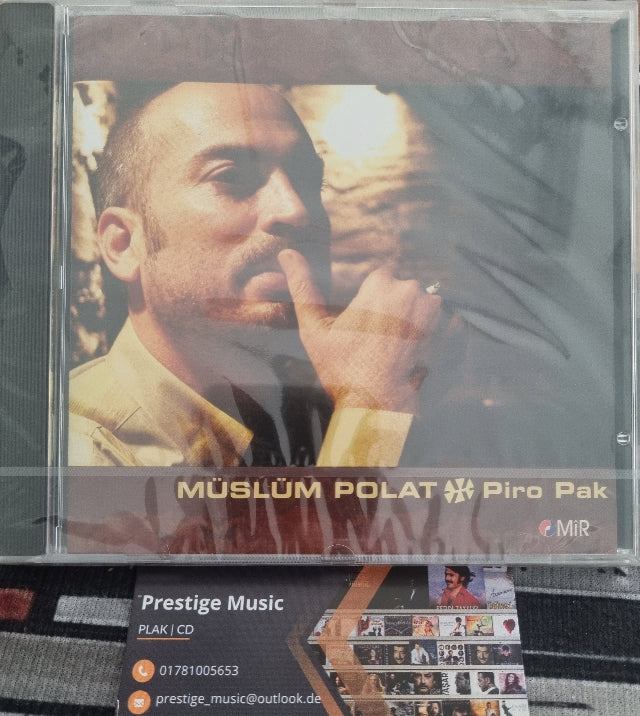 MÜSLÜM POLAT Piro Pak
MiR
Prestige Music
PLAK | CD
01781005653
prestige_music@outlook.de